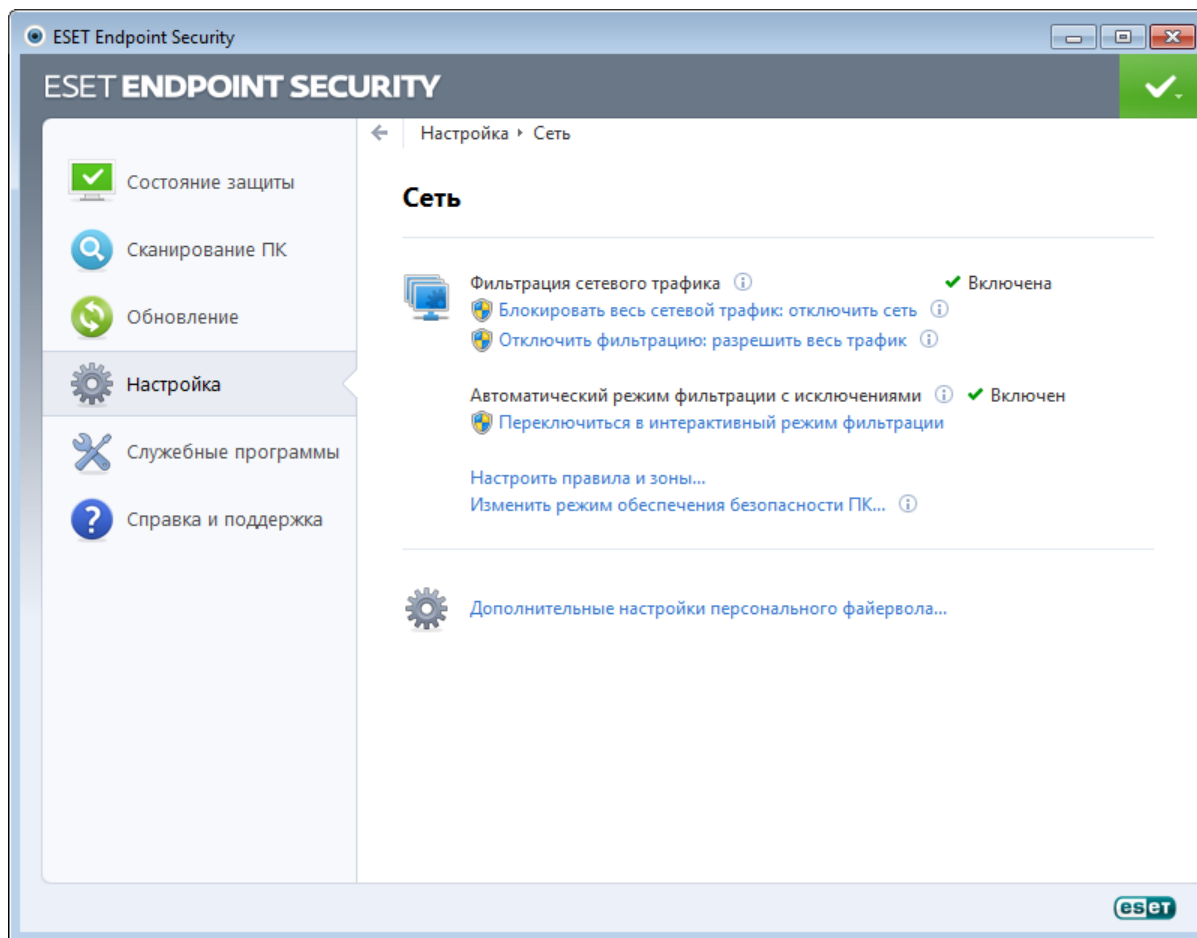 ESET Endpoint Security
ESET ENDPOINT SECURITY
Настройка Сеть
Состояние защиты
Сканирование ПК
Обновление
Настройка
Служебные программы
Справка и поддержка
Сеть
Фильтрация сетевого трафика Включена
Блокировать весь сетевой трафик: отключить сеть
Отключить фильтрацию: разрешить весь трафик
Автоматический режим фильтрации с исключениями Включен
Переключиться в интерактивный режим фильтрации
Настроить правила и зоны...
Изменить режим обеспечения безопасности ПК...
Дополнительные настройки персонального файервола...
eset